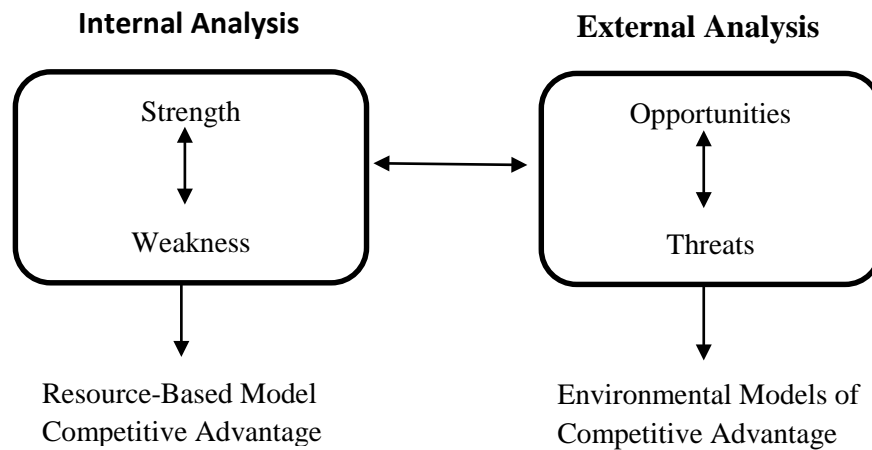 Internal Analysis
External Analysis
Strength
Weakness
Opportunities
Threats
Resource-Based Model
Competitive Advantage
Environmental Models of
Competitive Advantage